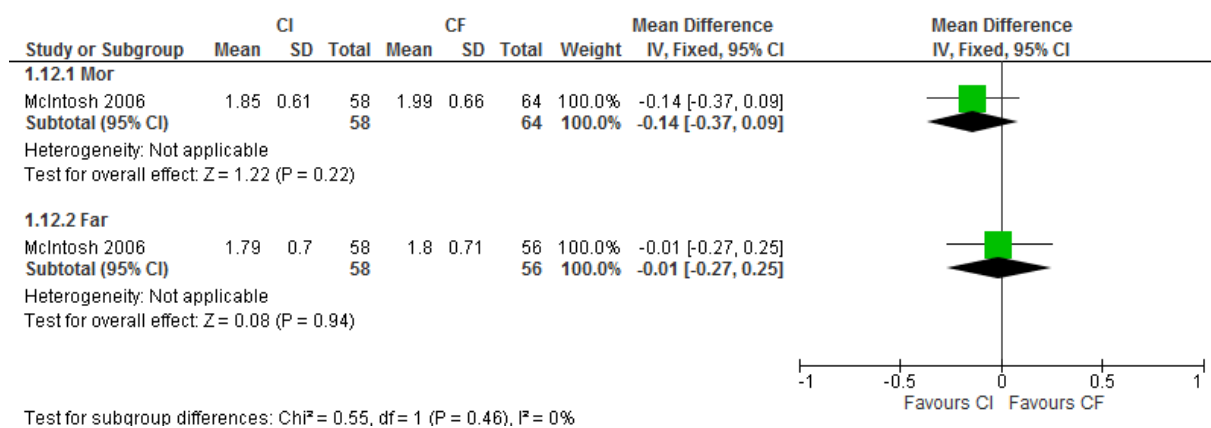 CI CF Mean Difference Mean Difference
Study or Subgroup Mean SD Total Mean SD Total Weight IV, Fixed, 95% CI IV, Fixed, 95% CI
1.12.1 Mor
McIntosh 2006 1.85 0.61 58 1.99 0.66 64 100.0% -0.14 [-0.37, 0.09]
Subtotal (95% CI) 58 64 100.0% -0.14 [-0.37, 0.09]
Heterogeneity: Not applicable
Test for overall effect: Z = 1.22 (P = 0.22)
1.12.2 Far
McIntosh 2006 1.79 0.7 58 1.8 0.71 56 100.0% -0.01 [-0.27, 0.25]
Subtotal (95% CI) 58 56 100.0% -0.01 [-0.27, 0.25]
Heterogeneity: Not applicable
Test for overall effect: Z = 0.08 (P = 0.94)
-1 -0.5 0 0.5 1
Favours CI Favours CF
Test for subgroup differences: Chi² = 0.55, df = 1 (P = 0.46), I² = 0%